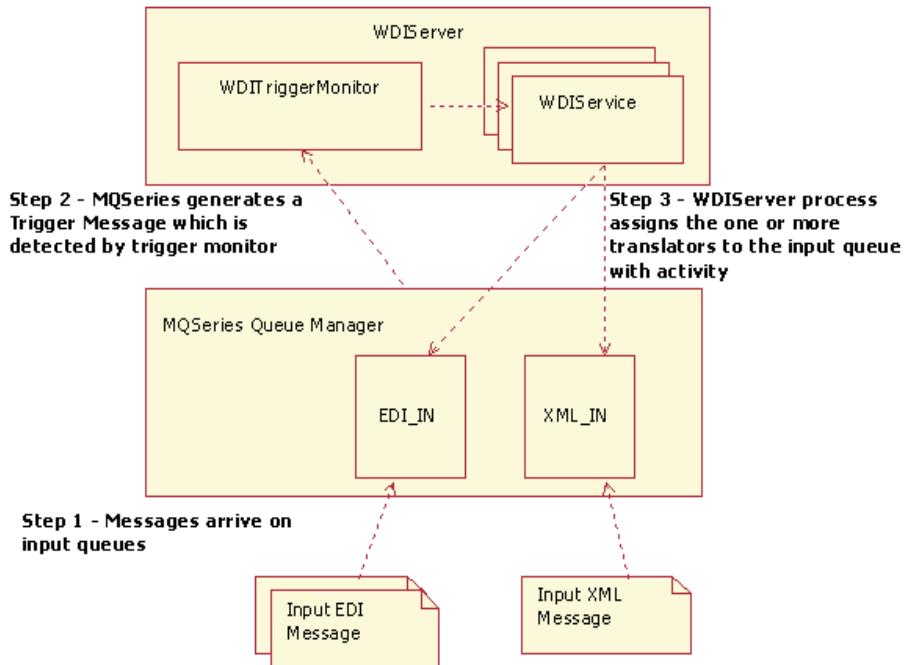 WDIServer
WDITriggerMonitor
WDIService
Step 2 - MQSeries generates a
Trigger Message which is
detected by trigger monitor
Step 3 - WDIServer process
assigns the one or more
translators to the input queue
with activity
MQSeries Queue Manager
EDI_IN
XML_IN
Step 1 - Messages arrive on
input queues
Input EDI
Message
Input XML
Message